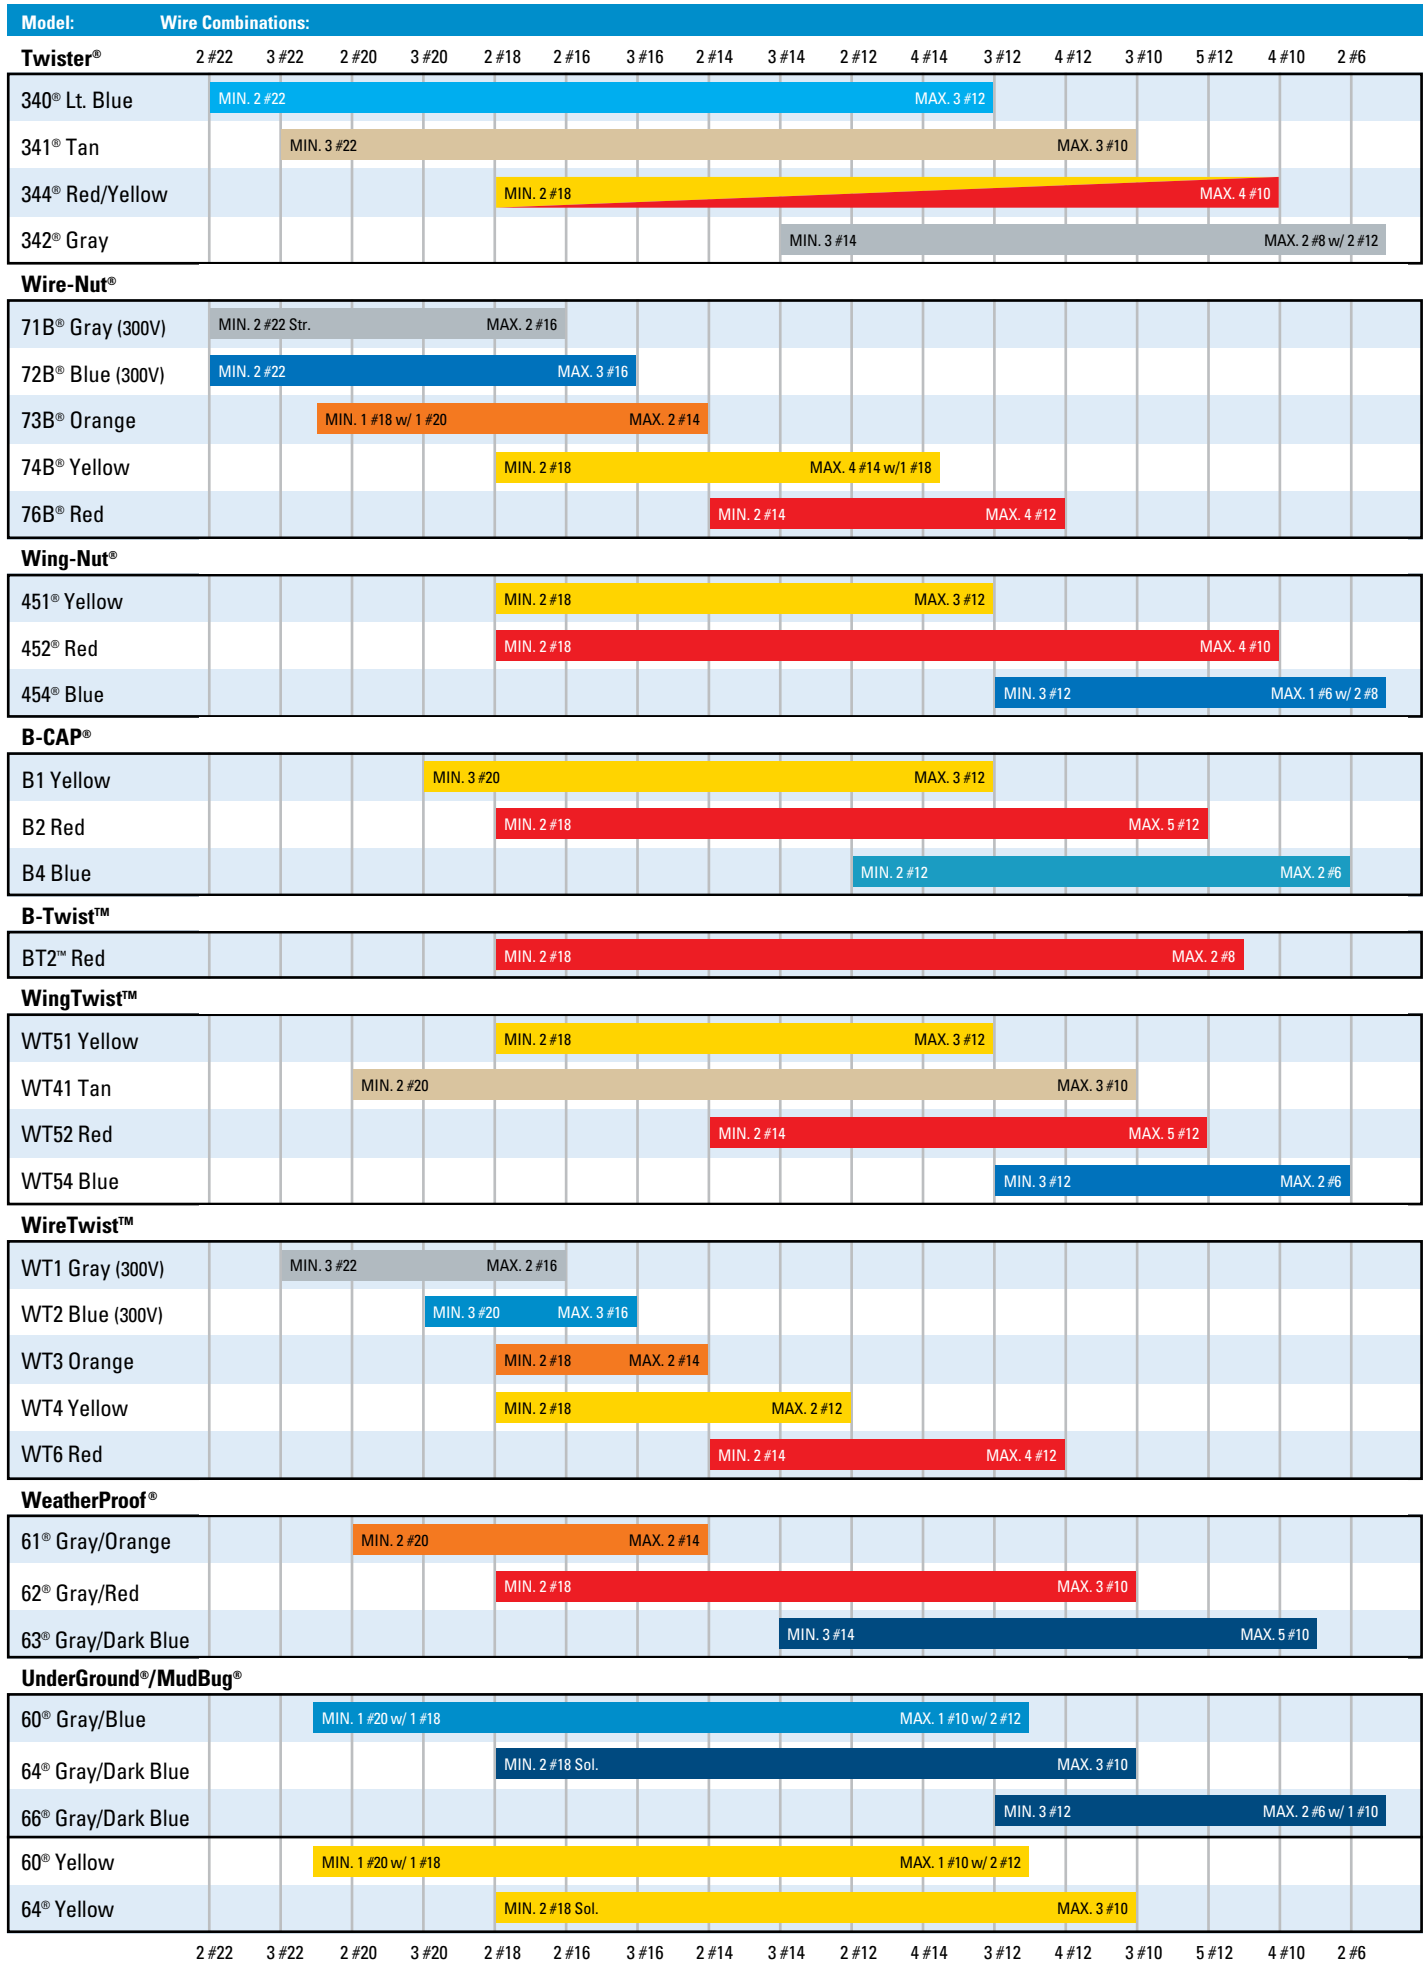 Model: Wire Combinations:
Twister® 2 #22 3 #22 2 #20 3 #20 2 #18 2 #16 3 #16 2 #14 3 #14 2 #12 4 #14 3 #12 4 #12 3 #10 5 #12 4 #10 2 #6
340® Lt. Blue MIN. 2 #22 MAX. 3 #12
341® Tan MIN. 3 #22 MAX. 3 #10
344® Red/Yellow MIN. 2 #18 MAX. 4 #10
342® Gray MIN. 3 #14 MAX. 2 #8 w/ 2 #12
Wire-Nut®
71B® Gray (300V) MIN. 2 #22 Str. MAX. 2 #16
72B® Blue (300V) MIN. 2 #22 MAX. 3 #16
73B® Orange MIN. 1 #18 w/ 1 #20 MAX. 2 #14
74B® Yellow MIN. 2 #18 MAX. 4 #14 w/1 #18
76B® Red MIN. 2 #14 MAX. 4 #12
Wing-Nut®
451® Yellow MIN. 2 #18 MAX. 3 #12
452® Red MIN. 2 #18 MAX. 4 #10
454® Blue MIN. 3 #12 MAX. 1 #6 w/ 2 #8
B-CAP®
B1 Yellow MIN. 3 #20 MAX. 3 #12
B2 Red MIN. 2 #18 MAX. 5 #12
B4 Blue MIN. 2 #12 MAX. 2 #6
B-Twist™
BT2™ Red MIN. 2 #18 MAX. 2 #8
WingTwist™
WT51 Yellow MIN. 2 #18 MAX. 3 #12
WT41 Tan MIN. 2 #20 MAX. 3 #10
WT52 Red MIN. 2 #14 MAX. 5 #12
WT54 Blue MIN. 3 #12 MAX. 2 #6
WireTwist™
WT1 Gray (300V) MIN. 3 #22 MAX. 2 #16
WT2 Blue (300V) MIN. 3 #20 MAX. 3 #16
WT3 Orange MIN. 2 #18 MAX. 2 #14
WT4 Yellow MIN. 2 #18 MAX. 2 #12
WT6 Red MIN. 2 #14 MAX. 4 #12
WeatherProof®
61® Gray/Orange MIN. 2 #20 MAX. 2 #14
62® Gray/Red MIN. 2 #18 MAX. 3 #10
63® Gray/Dark Blue MIN. 3 #14 MAX. 5 #10
UnderGround®/MudBug®
60® Gray/Blue MIN. 1 #20 w/ 1 #18 MAX. 1 #10 w/ 2 #12
64® Gray/Dark Blue MIN. 2 #18 Sol. MAX. 3 #10
66® Gray/Dark Blue MIN. 3 #12 MAX. 2 #6 w/ 1 #10
60® Yellow MIN. 1 #20 w/ 1 #18 MAX. 1 #10 w/ 2 #12
64® Yellow MIN. 2 #18 Sol. MAX. 3 #10
2 #22 3 #22 2 #20 3 #20 2 #18 2 #16 3 #16 2 #14 3 #14 2 #12 4 #14 3 #12 4 #12 3 #10 5 #12 4 #10 2 #6